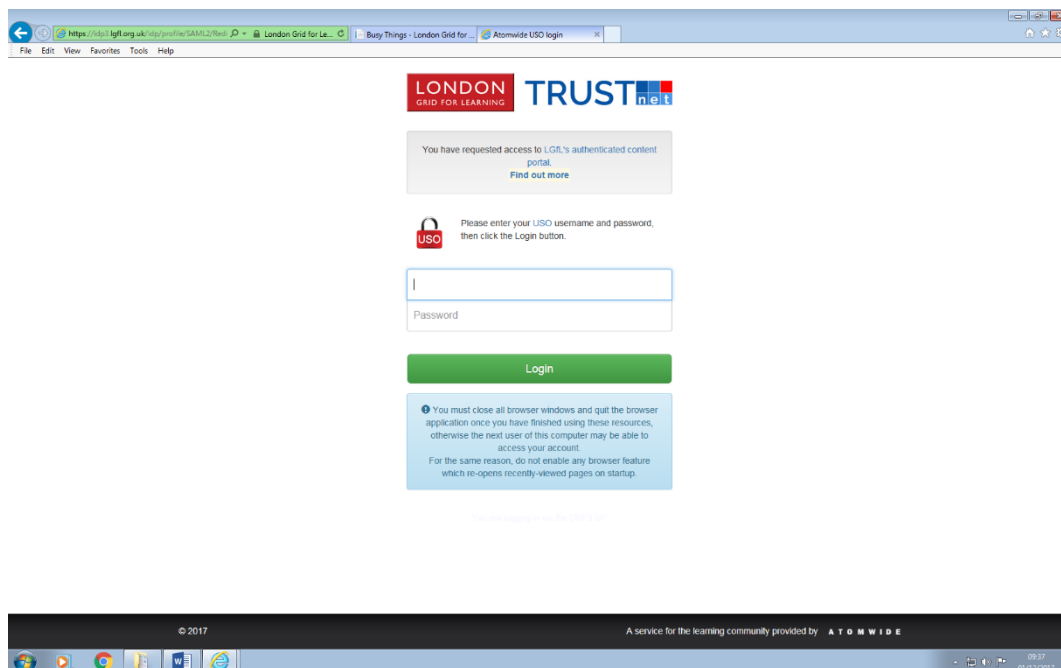 https://idp3.lgfl.org.uk/idp/profile/SAML2/Redi
London Grid for Le...
Busy Things - London Grid for ...
Atomwide USO login
File Edit View Favorites Tools Help
LONDON
GRID FOR LEARNING
TRUST
net
You have requested access to LGfL's authenticated content
portal.
Find out more
USO
Please enter your USO username and password,
then click the Login button.
Password
Login
You must close all browser windows and quit the browser
application once you have finished using these resources,
otherwise the next user of this computer may be able to
access your account.
For the same reason, do not enable any browser feature
which re-opens recently-viewed pages on startup.
© 2017
A service for the learning community provided by ATOMWIDE
09:37